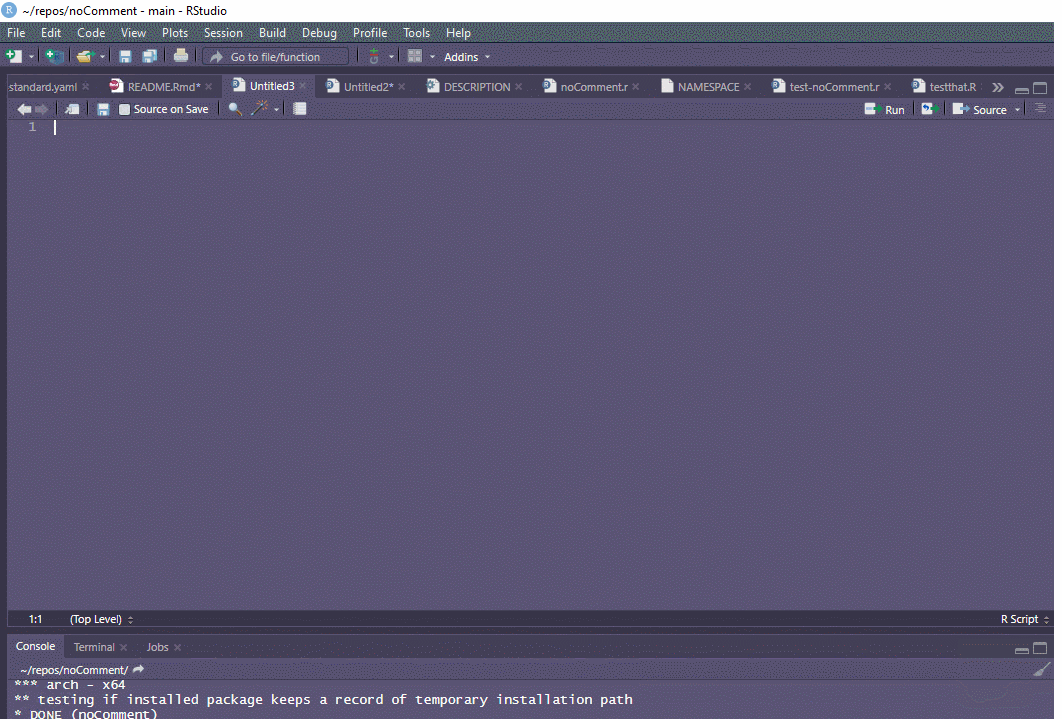 R ~/repos/noComment - main - RStudio
File Edit Code View Plots Session Build Debug Profile Tools Help
Go to file/function Addins
standard.yaml README.Rmd* Untitled3 Untitled2* DESCRIPTION noComment.r NAMESPACE test-noComment.r testthat.R
Source on Save Run Source
1
1:1 (Top Level) R Script
Console Terminal Jobs
~/repos/noComment/
*** arch - x64
** testing if installed package keeps a record of temporary installation path
* DONE (noComment)